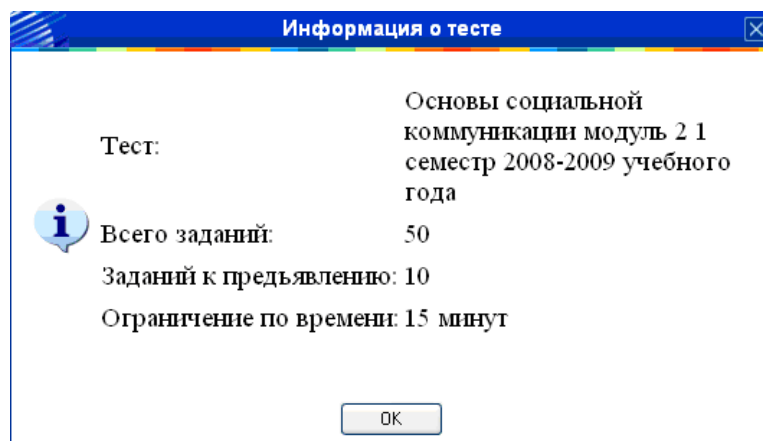 Информация о тесте
Основы социальной
Тест: коммуникации модуль 2 1
семестр 2008-2009 учебного
года
Всего заданий: 50
Заданий к предьявлению: 10
Ограничение по времени: 15 минут
OK